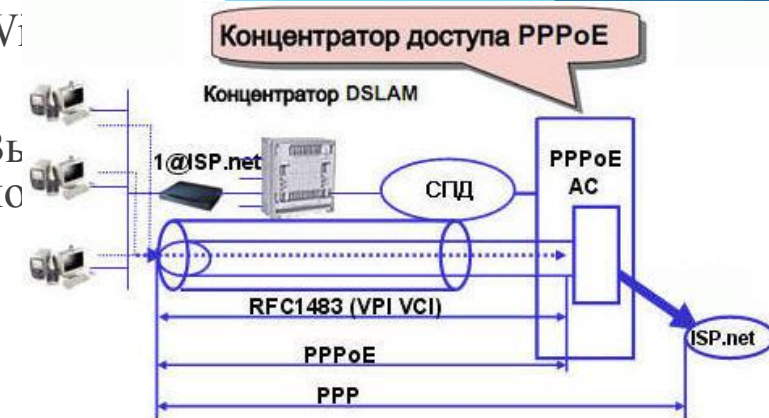 Концентратор доступа PPPoE
Концентратор DSLAM
1@ISP.net
СПД
PPPoE
AC
RFC1483 (VPI VCI)
ISP.net
PPPoE
PPP